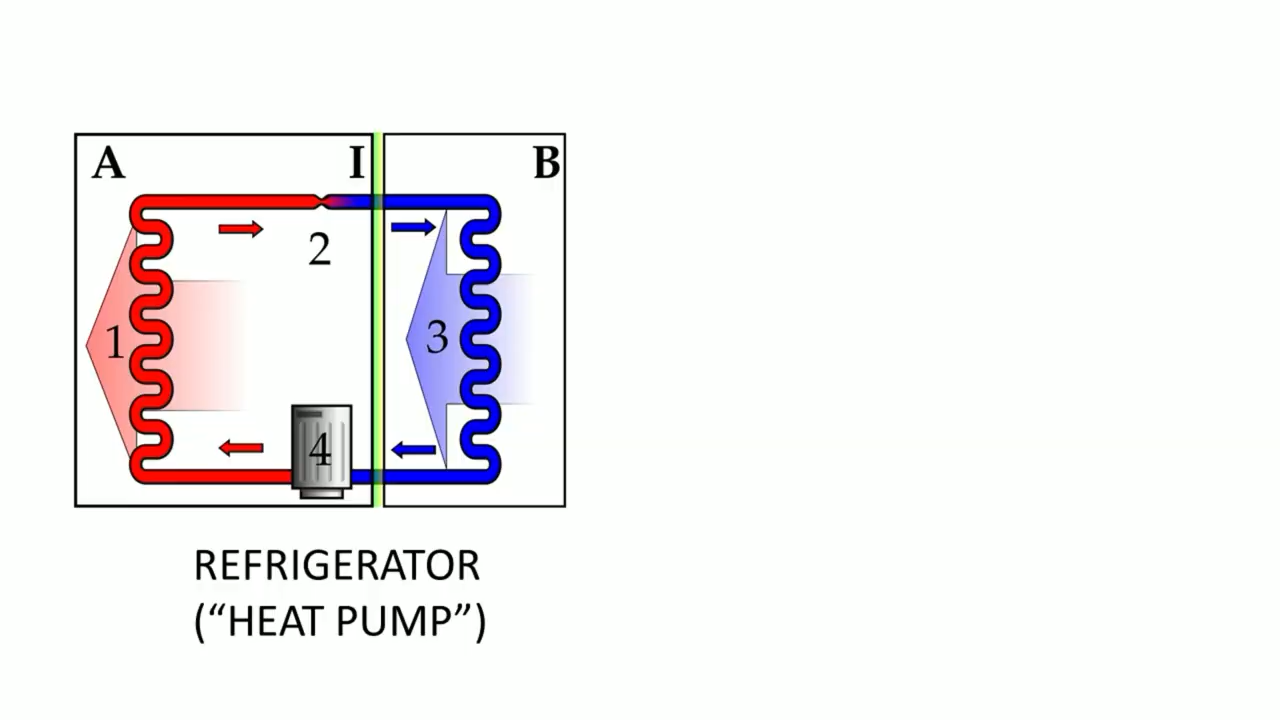 A
I
B
2
1
3
4
REFRIGERATOR
(“HEAT PUMP”)